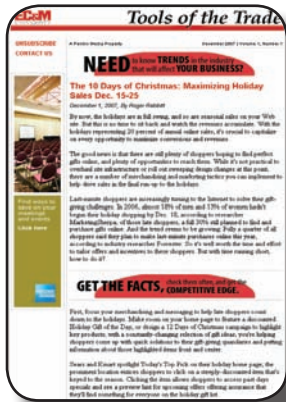 EC&M
Tools of the Trade
UNSUBSCRIBE
CONTACT US
A Penton Media Property
December 2007 | Volume 1, Number 1
NEED to know TRENDS in the industry
that will affect YOUR BUSINESS?
The 10 Days of Christmas: Maximizing Holiday
Sales Dec. 15-25
December 1, 2007, By Roger Rabbitt
By now, the holidays are in full swing, and so are seasonal sales on your Web
site. But this is no time to sit back and watch the revenues accumulate. With the
holidays representing 20 percent of annual online sales, it's crucial to capitalize
on every opportunity to maximize conversions and revenues.
The good news is that there are still plenty of shoppers hoping to find perfect
gifts online, and plenty of opportunities to reach them. While it's not practical to
overhaul site infrastructure or roll out sweeping design changes at this point,
there are a number of merchandising and marketing tactics you can implement to
help drive sales in the final run-up to the holidays.
Last-minute shoppers are increasingly turning to the Internet to solve their gift-
giving challenges. In 2006, almost 18% of men and 13% of women hadn't
begun their holiday shopping by Dec. 18, according to researcher
MarketingSherpa; of those late shoppers, a full 30% still planned to find and
purchase gifts online. And the trend seems to be growing. Fully a quarter of all
shoppers said they plan to make last-minute purchases online this year,
according to industry researcher Forrester. So it's well worth the time and effort
to tailor offers and incentives to these shoppers. But with time running short,
how to do it?
Find ways to
save on your
meetings
and events
Click here
GET THE FACTS, check them often, and get the
COMPETITIVE EDGE.
First, focus your merchandising and messaging to help late shoppers count
down to the holidays. Make room on your home page to feature a discounted
Holiday Gift of the Day, or design a 12 Days of Christmas campaign to highlight
key products, with a constantly-changing selection of gift ideas, you're helping
shoppers come up with quick solutions to their gift-giving quandaries and putting
information about those highlighted items front and center.
Sears and Kmart spotlight Today's Top Pick on their holiday home page, the
prominent location entices shoppers to click on a steeply-discounted item that's
keyed to the season. Clicking the item allows shoppers to access past days
specials and see a preview hint for upcoming offers offering assurance that
they'll find something for everyone on the holiday gift list.